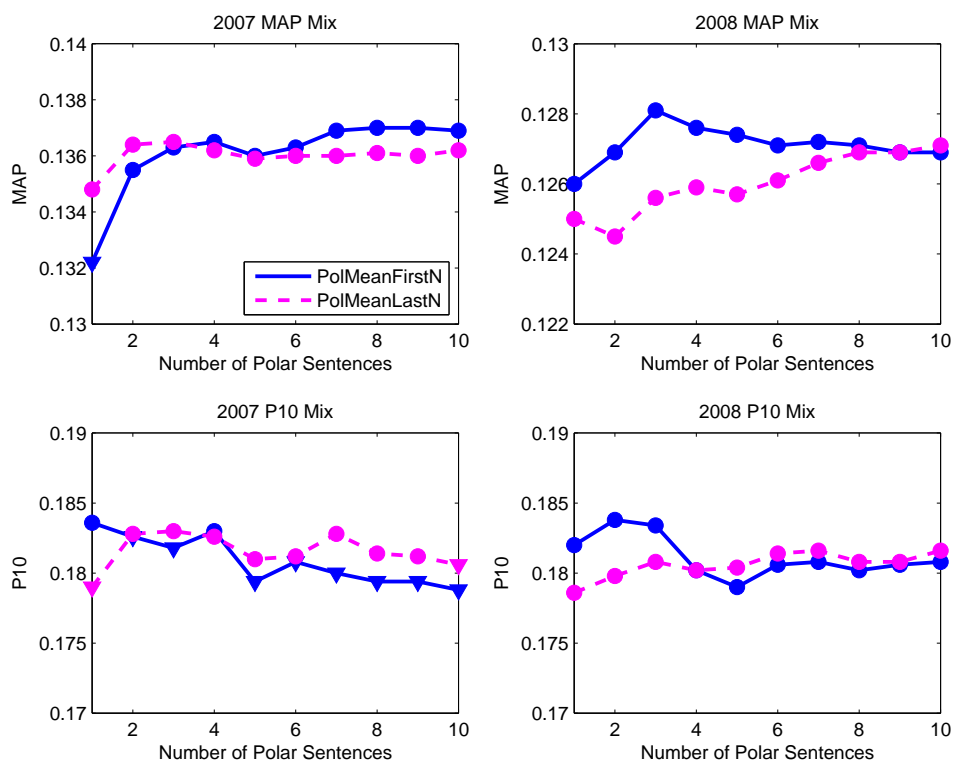 2007 MAP Mix
0.14
0.138
0.136
0.134
0.132
0.13
MAP
2 4 6 8 10
Number of Polar Sentences
PolMeanFirstN
PolMeanLastN
2008 MAP Mix
0.13
0.128
0.126
0.124
0.122
MAP
2 4 6 8 10
Number of Polar Sentences
2007 P10 Mix
0.19
0.185
0.18
0.175
0.17
P10
2 4 6 8 10
Number of Polar Sentences
2008 P10 Mix
0.19
0.185
0.18
0.175
0.17
P10
2 4 6 8 10
Number of Polar Sentences